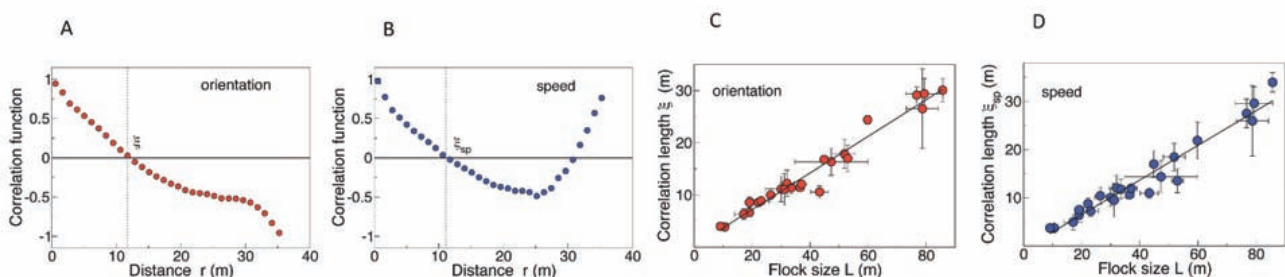 A
orientation
1
0.5
0
-0.5
-1
Correlation function
ξ
0 10 20 30 40
Distance r (m)
B
speed
1
0.5
0
-0.5
-1
Correlation function
ξsp
0 10 20 30 40
Distance r (m)
C
orientation
30
20
10
Correlation length ξ (m)
0 20 40 60 80
Flock size L (m)
D
speed
30
20
10
Correlation length ξsp (m)
0 20 40 60 80
Flock size L (m)